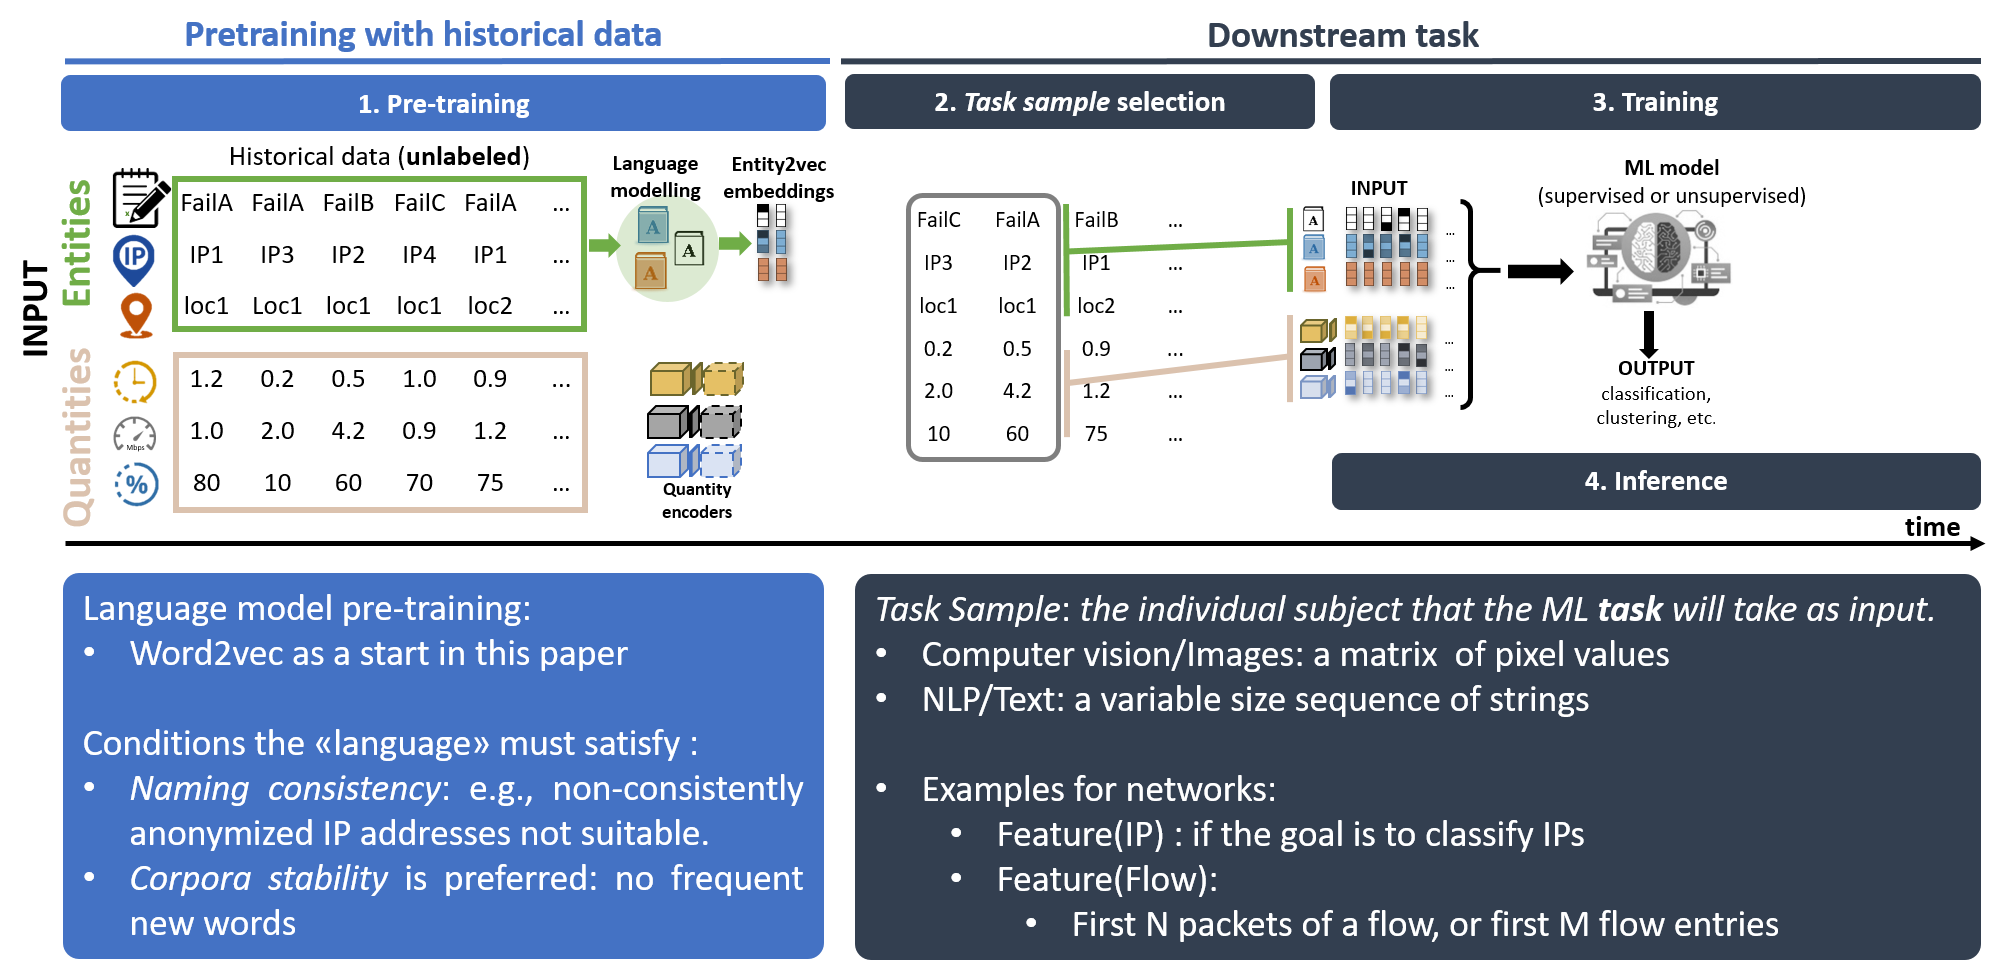 Pretraining with historical data
Downstream task
1. Pre-training
2. Task sample selection
3. Training
Historical data (unlabeled)
INPUT
Entities
Quantities
IP
Mbps
%
FailA FailA FailB FailC FailA ...
IP1 IP3 IP2 IP4 IP1 ...
loc1 Loc1 loc1 loc1 loc2 ...
1.2 0.2 0.5 1.0 0.9 ...
1.0 2.0 4.2 0.9 1.2 ...
80 10 60 70 75 ...
Language
modelling
A
A
A
Entity2vec
embeddings
Quantity
encoders
FailC FailA FailB ...
IP3 IP2 IP1 ...
loc1 loc1 loc2 ...
0.2 0.5 0.9 ...
2.0 4.2 1.2 ...
10 60 75 ...
INPUT
A ...
A ...
A ...
...
...
...
ML model
(supervised or unsupervised)
OUTPUT
classification,
clustering, etc.
4. Inference
time
Language model pre-training:
• Word2vec as a start in this paper
Conditions the «language» must satisfy :
• Naming consistency: e.g., non-consistently
anonymized IP addresses not suitable.
• Corpora stability is preferred: no frequent
new words
Task Sample: the individual subject that the ML task will take as input.
• Computer vision/Images: a matrix of pixel values
• NLP/Text: a variable size sequence of strings
• Examples for networks:
• Feature(IP) : if the goal is to classify IPs
• Feature(Flow):
• First N packets of a flow, or first M flow entries